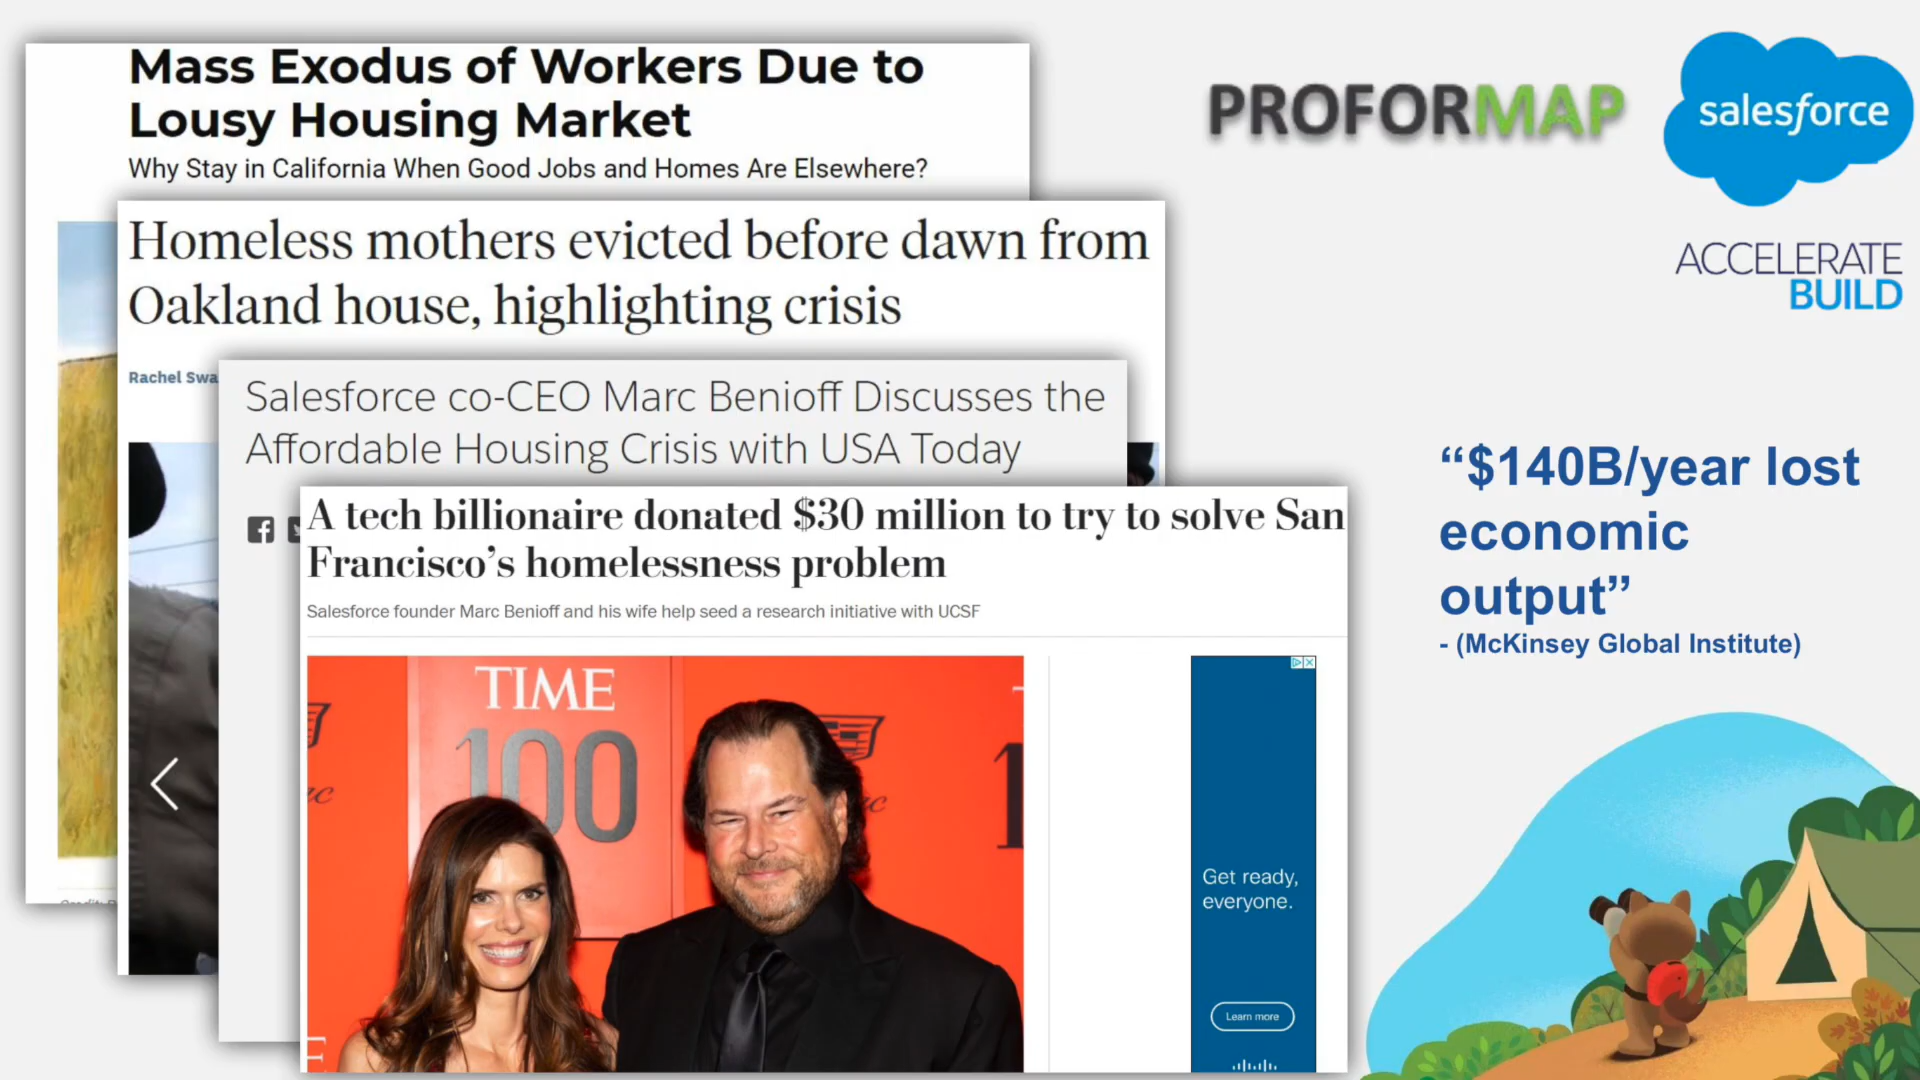 Mass Exodus of Workers Due to
Lousy Housing Market
Why Stay in California When Good Jobs and Homes Are Elsewhere?
Homeless mothers evicted before dawn from
Oakland house, highlighting crisis
Rachel Swa
Salesforce co-CEO Marc Benioff Discusses the
Affordable Housing Crisis with USA Today
A tech billionaire donated $30 million to try to solve San
Francisco’s homelessness problem
Salesforce founder Marc Benioff and his wife help seed a research initiative with UCSF
TIME
100
Get ready,
everyone.
Learn more
PROFORMAP
salesforce
ACCELERATE
BUILD
“$140B/year lost
economic
output”
- (McKinsey Global Institute)